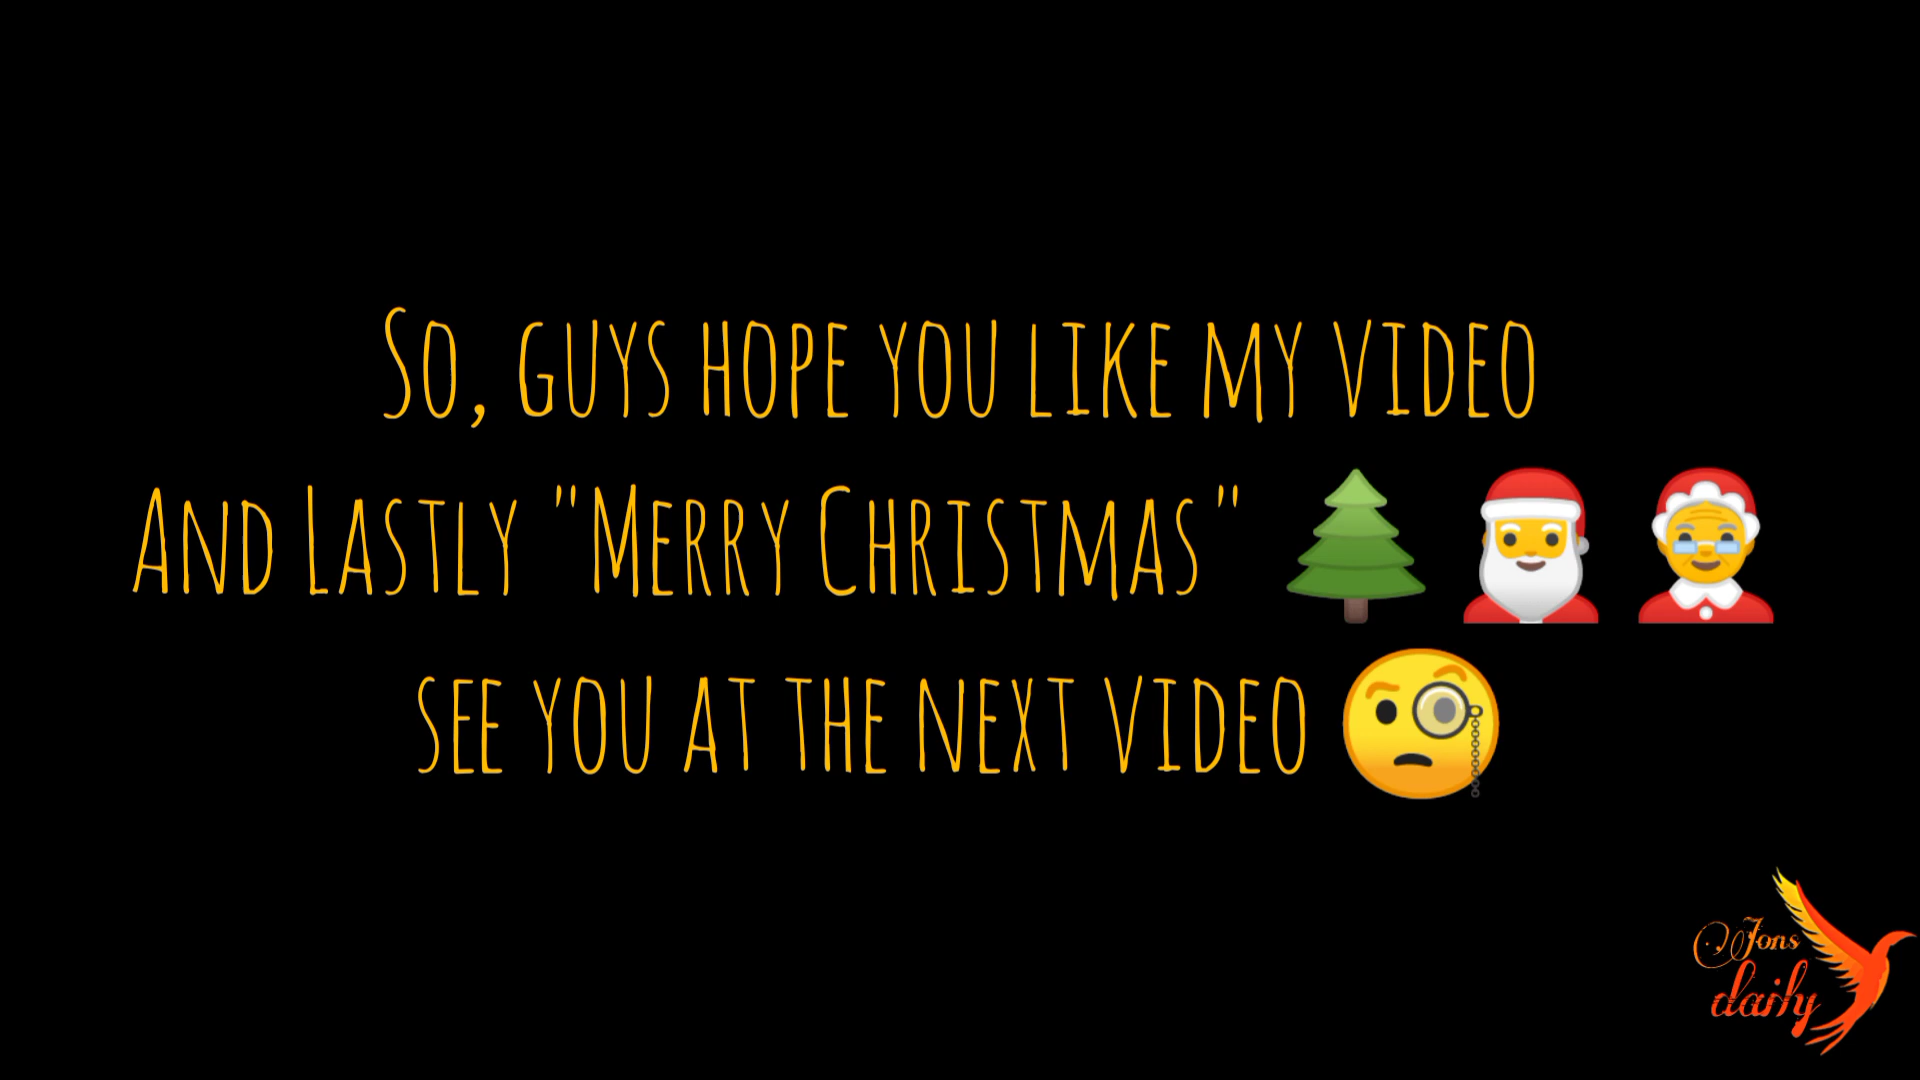 So, guys hope you like my video
And Lastly "Merry Christmas" 🌲 🎅 🤶
see you at the next video 🧐
Jons
daily